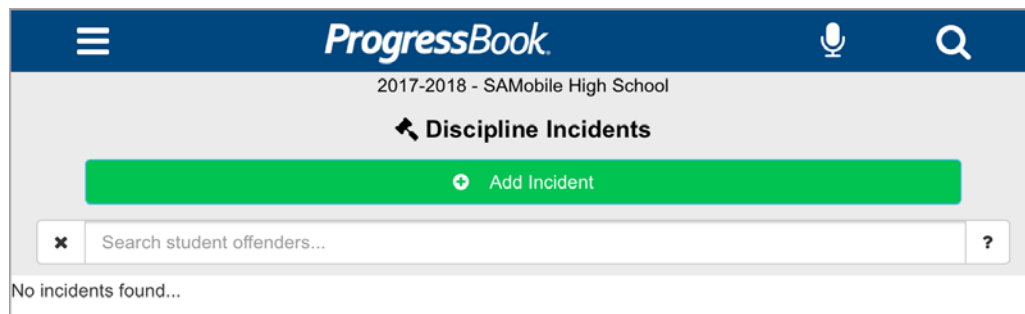 ProgressBook.
2017-2018 - SAMobile High School
Discipline Incidents
Add Incident
Search student offenders... ?
No incidents found...